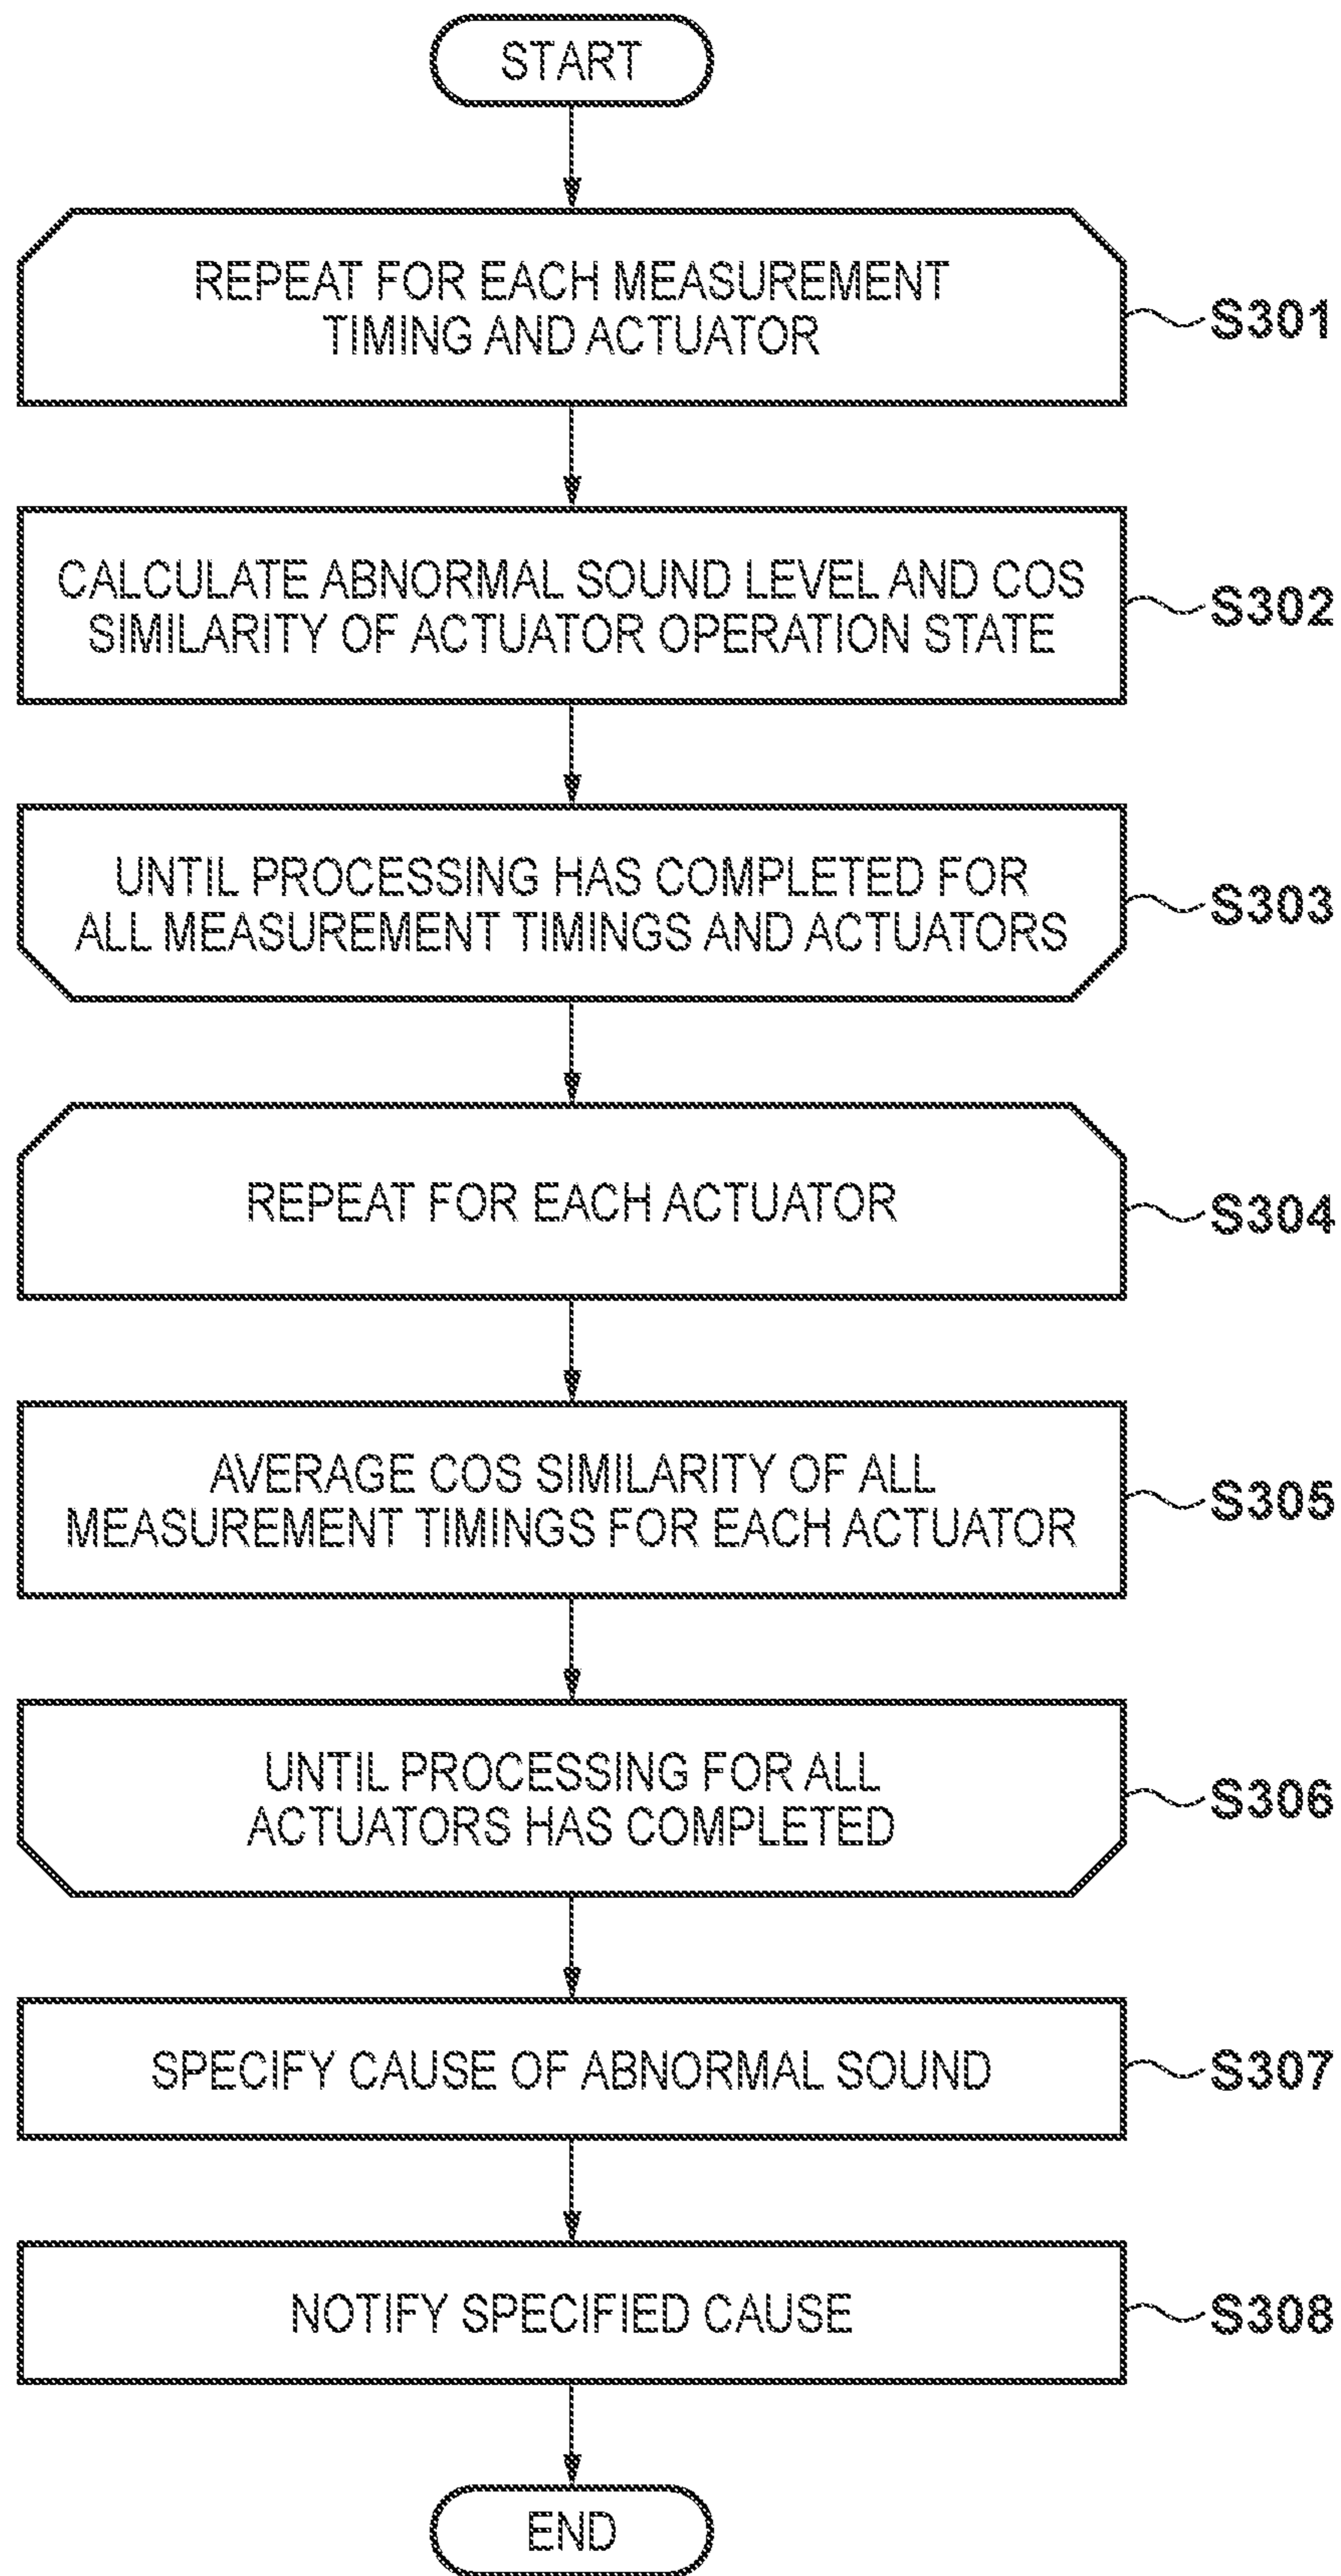 START
REPEAT FOR EACH MEASUREMENT
TIMING AND ACTUATOR
S301
CALCULATE ABNORMAL SOUND LEVEL AND COS
SIMILARITY OF ACTUATOR OPERATION STATE
S302
UNTIL PROCESSING HAS COMPLETED FOR
ALL MEASUREMENT TIMINGS AND ACTUATORS
S303
REPEAT FOR EACH ACTUATOR
S304
AVERAGE COS SIMILARITY OF ALL
MEASUREMENT TIMINGS FOR EACH ACTUATOR
S305
UNTIL PROCESSING FOR ALL
ACTUATORS HAS COMPLETED
S306
SPECIFY CAUSE OF ABNORMAL SOUND
S307
NOTIFY SPECIFIED CAUSE
S308
END